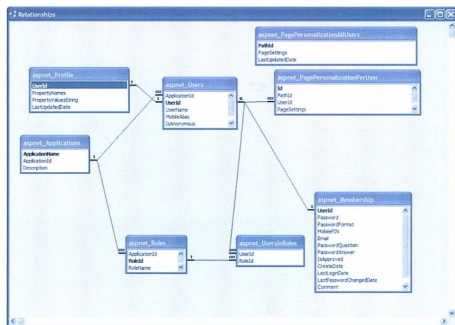 Relationships
aspnet_PagePersonalizationAllUsers
PathId
PageSettings
LastUpdatedDate
aspnet_Profile
UserId
PropertyNames
PropertyValuesString
LastUpdatedDate
aspnet_Users
ApplicationId
UserId
UserName
MobileAlias
IsAnonymous
aspnet_PagePersonalizationPerUser
Id
PathId
UserId
PageSettings
aspnet_Applications
ApplicationName
ApplicationId
Description
aspnet_Membership
UserId
Password
PasswordFormat
MobilePIN
Email
PasswordQuestion
PasswordAnswer
IsApproved
CreateDate
LastLoginDate
LastPasswordChangedDate
Comment
aspnet_Roles
ApplicationId
RoleId
RoleName
aspnet_UsersInRoles
UserId
RoleId